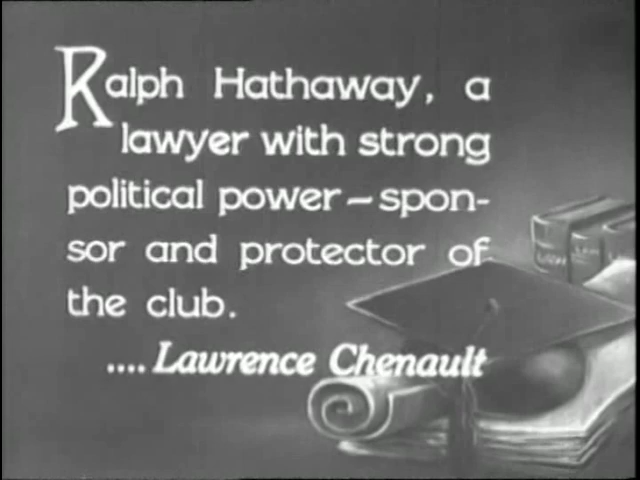 Ralph Hathaway, a
lawyer with strong
political power – spon-
sor and protector of
the club.
.... Lawrence Chenault